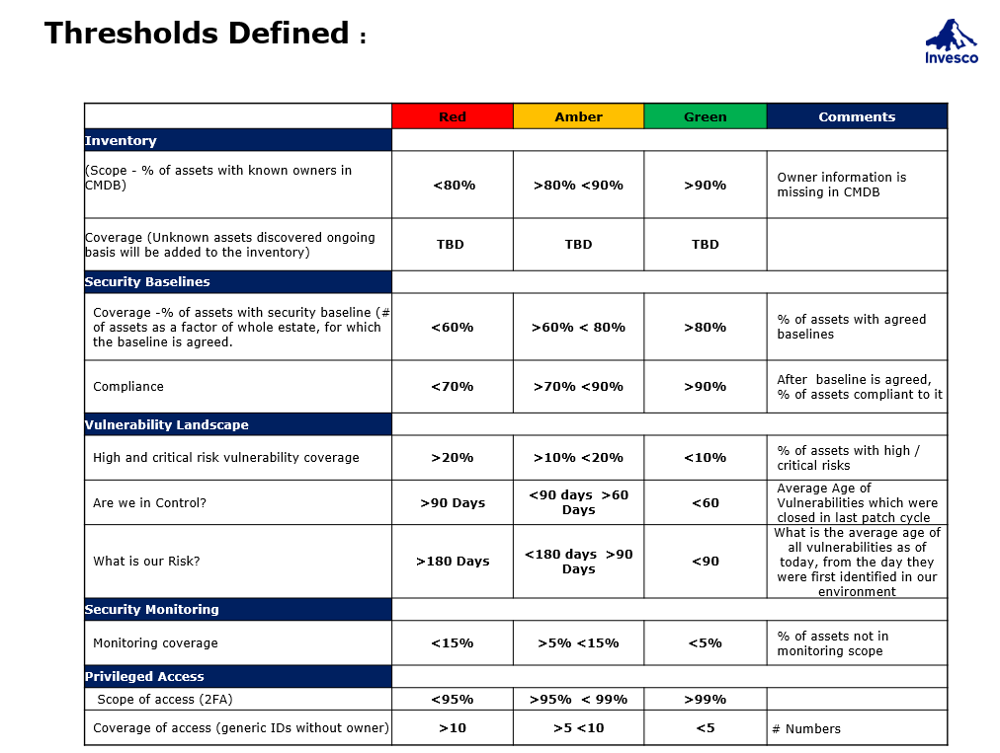 Thresholds Defined :
Invesco
Red Amber Green Comments
Inventory
(Scope - % of assets with known owners in
CMDB)
<80% >80% <90% >90%
Owner information is
missing in CMDB
Coverage (Unknown assets discovered ongoing
basis will be added to the inventory)
TBD TBD TBD
Security Baselines
Coverage -% of assets with security baseline (#
of assets as a factor of whole estate, for which
the baseline is agreed.
<60% >60% < 80% >80%
% of assets with agreed
baselines
Compliance
<70% >70% <90% >90%
After  baseline is agreed,
% of assets compliant to it
Vulnerability Landscape
High and critical risk vulnerability coverage
>20% >10% <20% <10%
% of assets with high /
critical risks
Are we in Control?
>90 Days
<90 days  >60
Days
<60
Average Age of
Vulnerabilities which were
closed in last patch cycle
What is our Risk?
>180 Days
<180 days  >90
Days
<90
What is the average age of
all vulnerabilities as of
today, from the day they
were first identified in our
environment
Security Monitoring
Monitoring coverage
<15% >5% <15% <5%
% of assets not in
monitoring scope
Privileged Access
Scope of access (2FA) <95% >95%  < 99% >99%
Coverage of access (generic IDs without owner) >10 >5 <10 <5 # Numbers